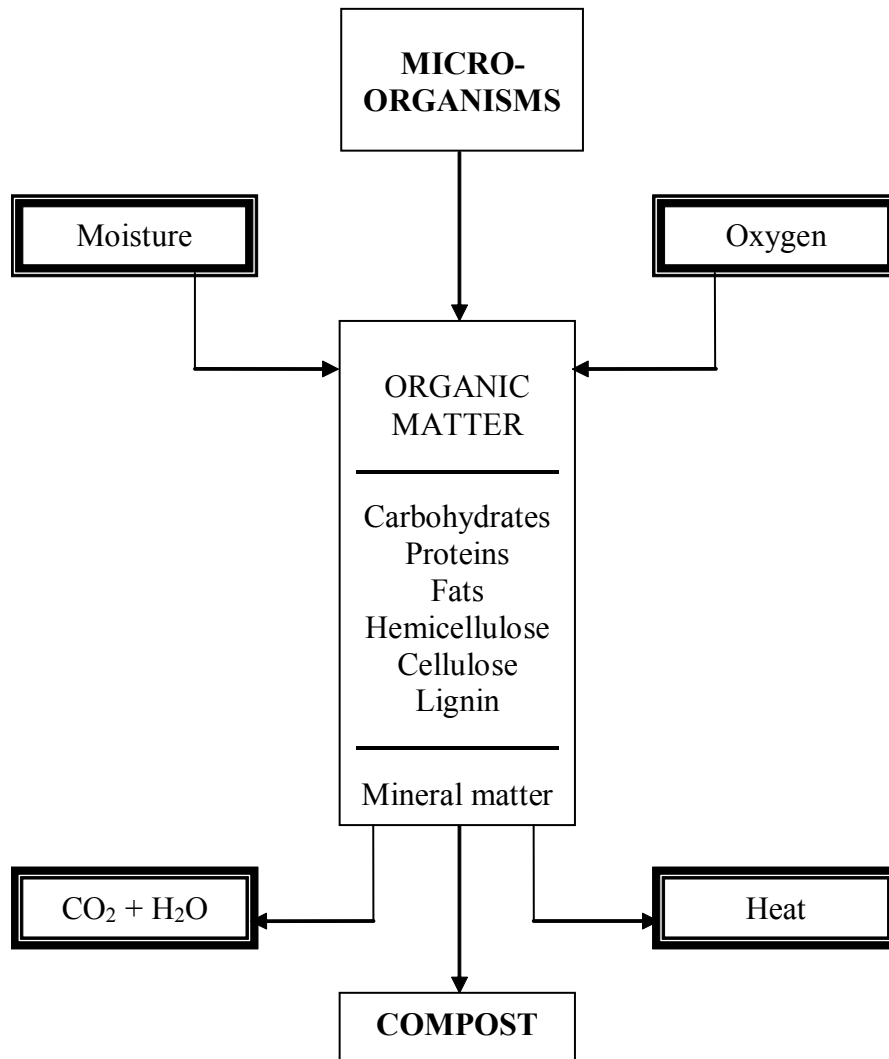 MICRO-
ORGANISMS
Moisture
Oxygen
ORGANIC
MATTER
Carbohydrates
Proteins
Fats
Hemicellulose
Cellulose
Lignin
Mineral matter
CO₂ + H₂O
Heat
COMPOST